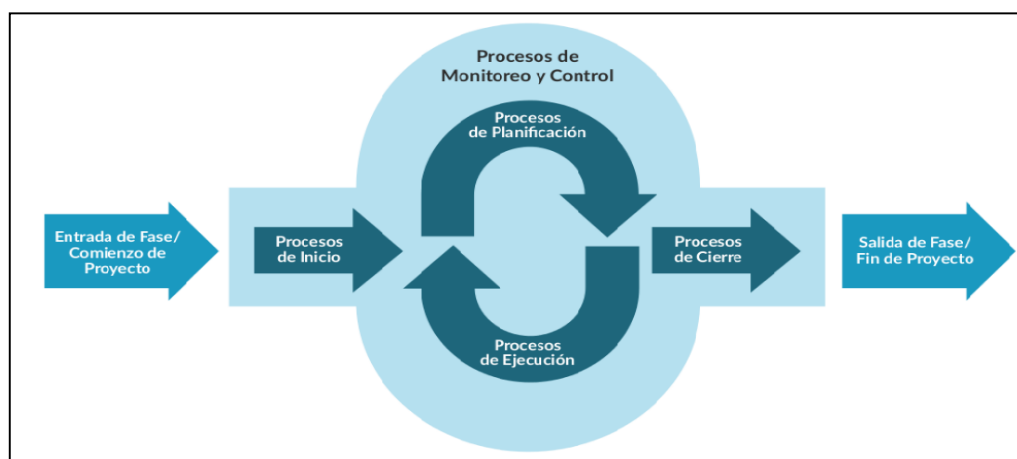 Procesos de
Monitoreo y Control
Procesos
de Planificación
Entrada de Fase/
Comienzo de
Proyecto
Procesos
de Inicio
Procesos
de Cierre
Salida de Fase/
Fin de Proyecto
Procesos
de Ejecución